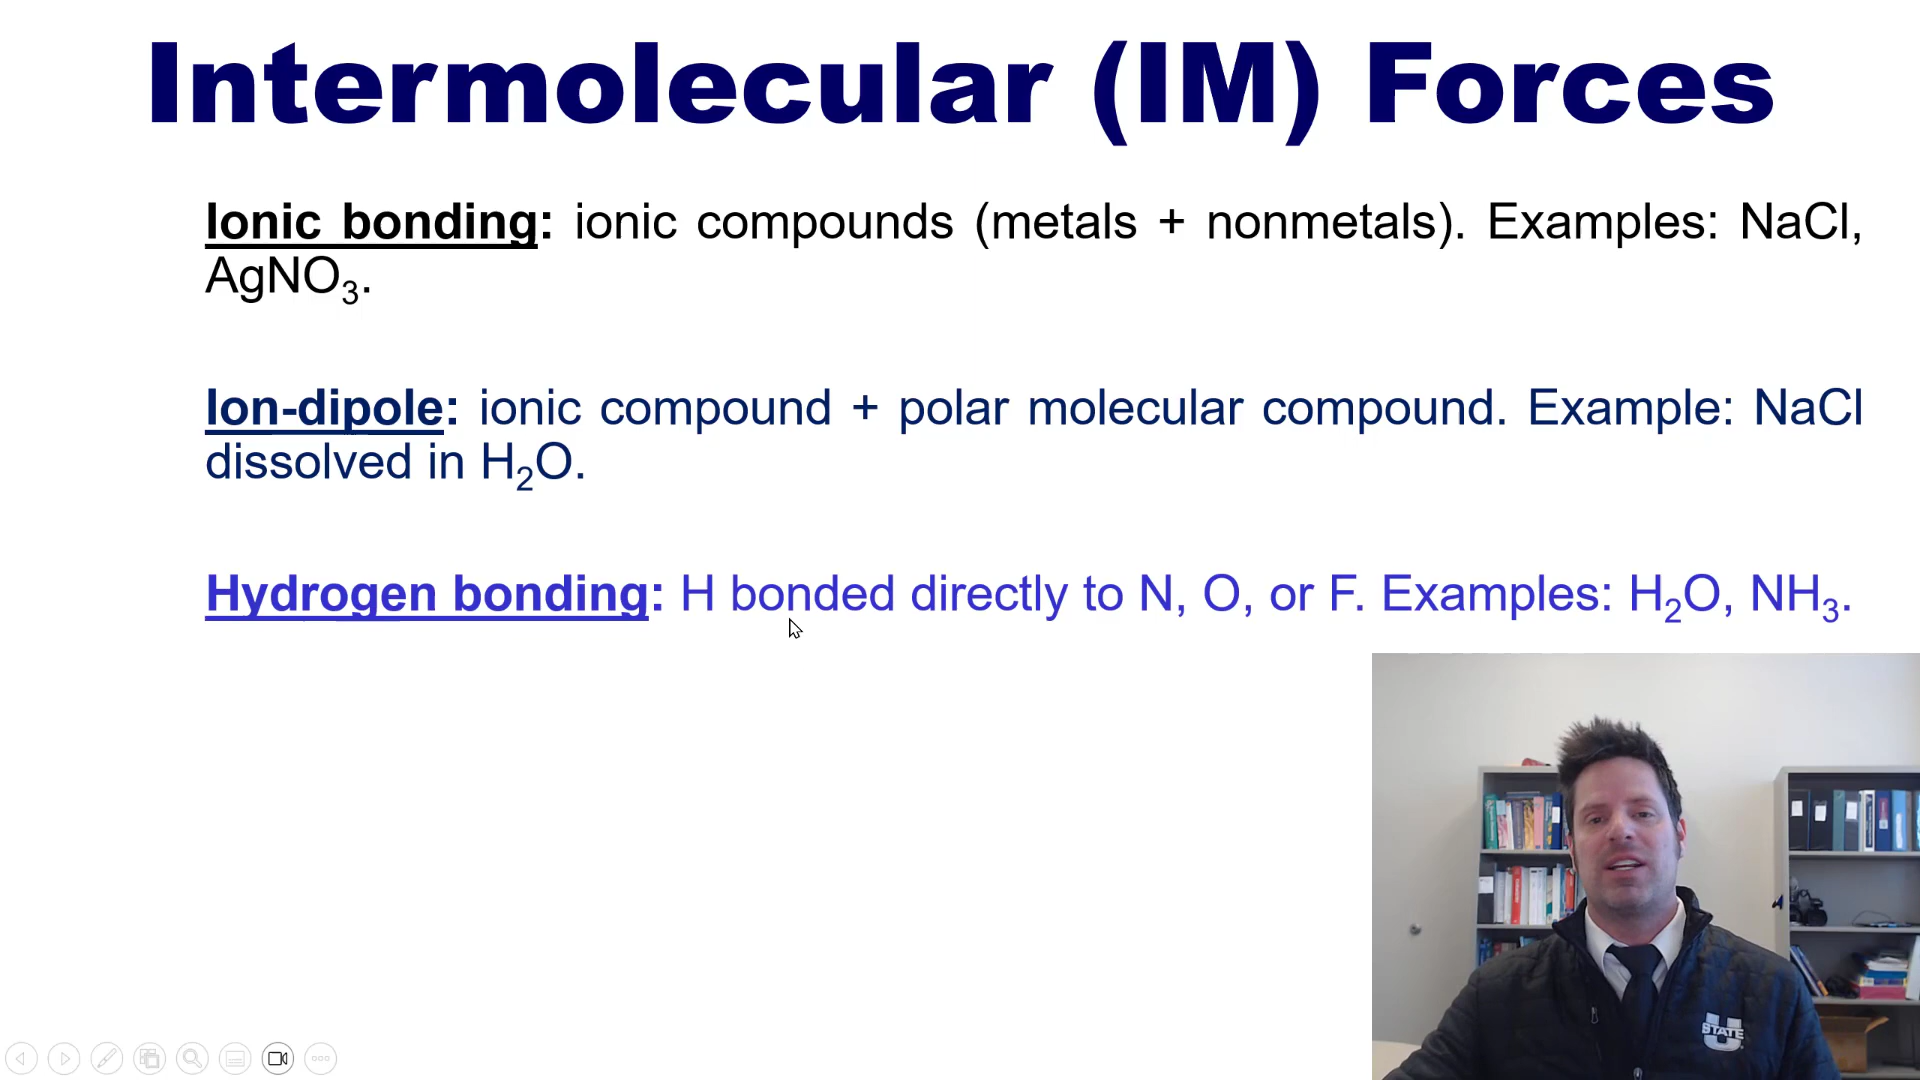 Intermolecular (IM) Forces
Ionic bonding: ionic compounds (metals + nonmetals). Examples: NaCl,
AgNO₃.
Ion-dipole: ionic compound + polar molecular compound. Example: NaCl
dissolved in H₂O.
Hydrogen bonding: H bonded directly to N, O, or F. Examples: H₂O, NH₃.
U STATE